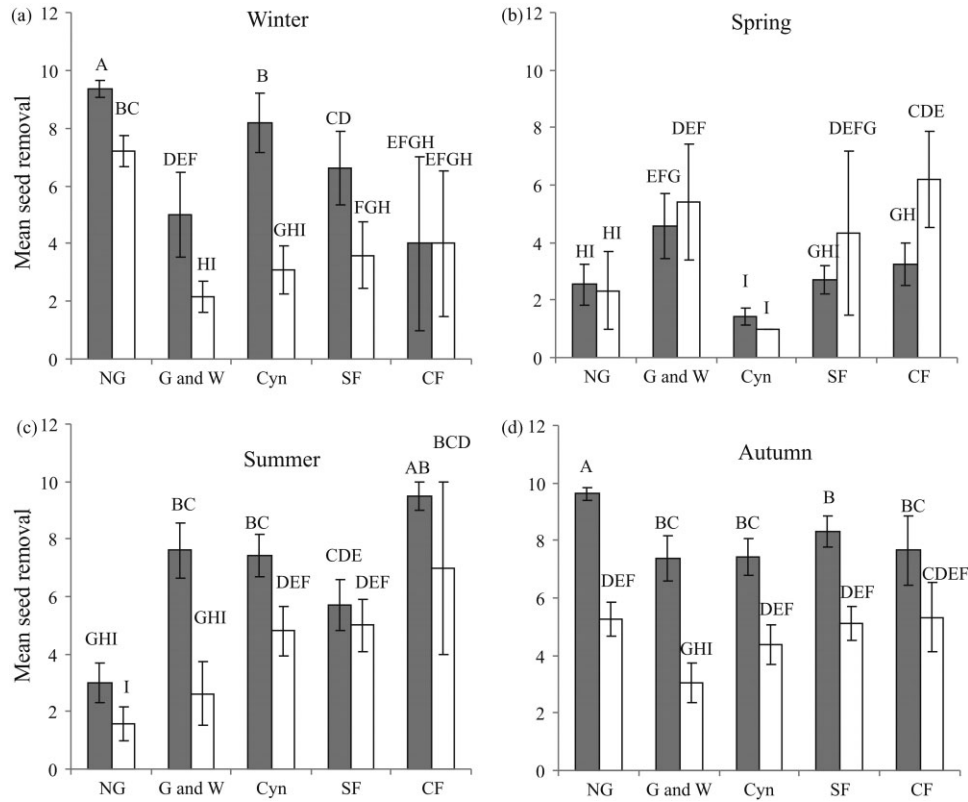 (a)
Winter
Mean seed removal
12
10
8
6
4
2
0
A
BC
DEF
HI
B
GHI
CD
FGH
EFGH
EFGH
NG
G and W
Cyn
SF
CF
(b)
Spring
12
10
8
6
4
2
0
HI
HI
EFG
DEF
I
I
GHI
DEFG
GH
CDE
NG
G and W
Cyn
SF
CF
(c)
Summer
Mean seed removal
12
10
8
6
4
2
0
GHI
I
BC
GHI
BC
DEF
CDE
DEF
AB
BCD
NG
G and W
Cyn
SF
CF
(d)
Autumn
12
10
8
6
4
2
0
A
DEF
BC
GHI
BC
DEF
B
DEF
BC
CDEF
NG
G and W
Cyn
SF
CF